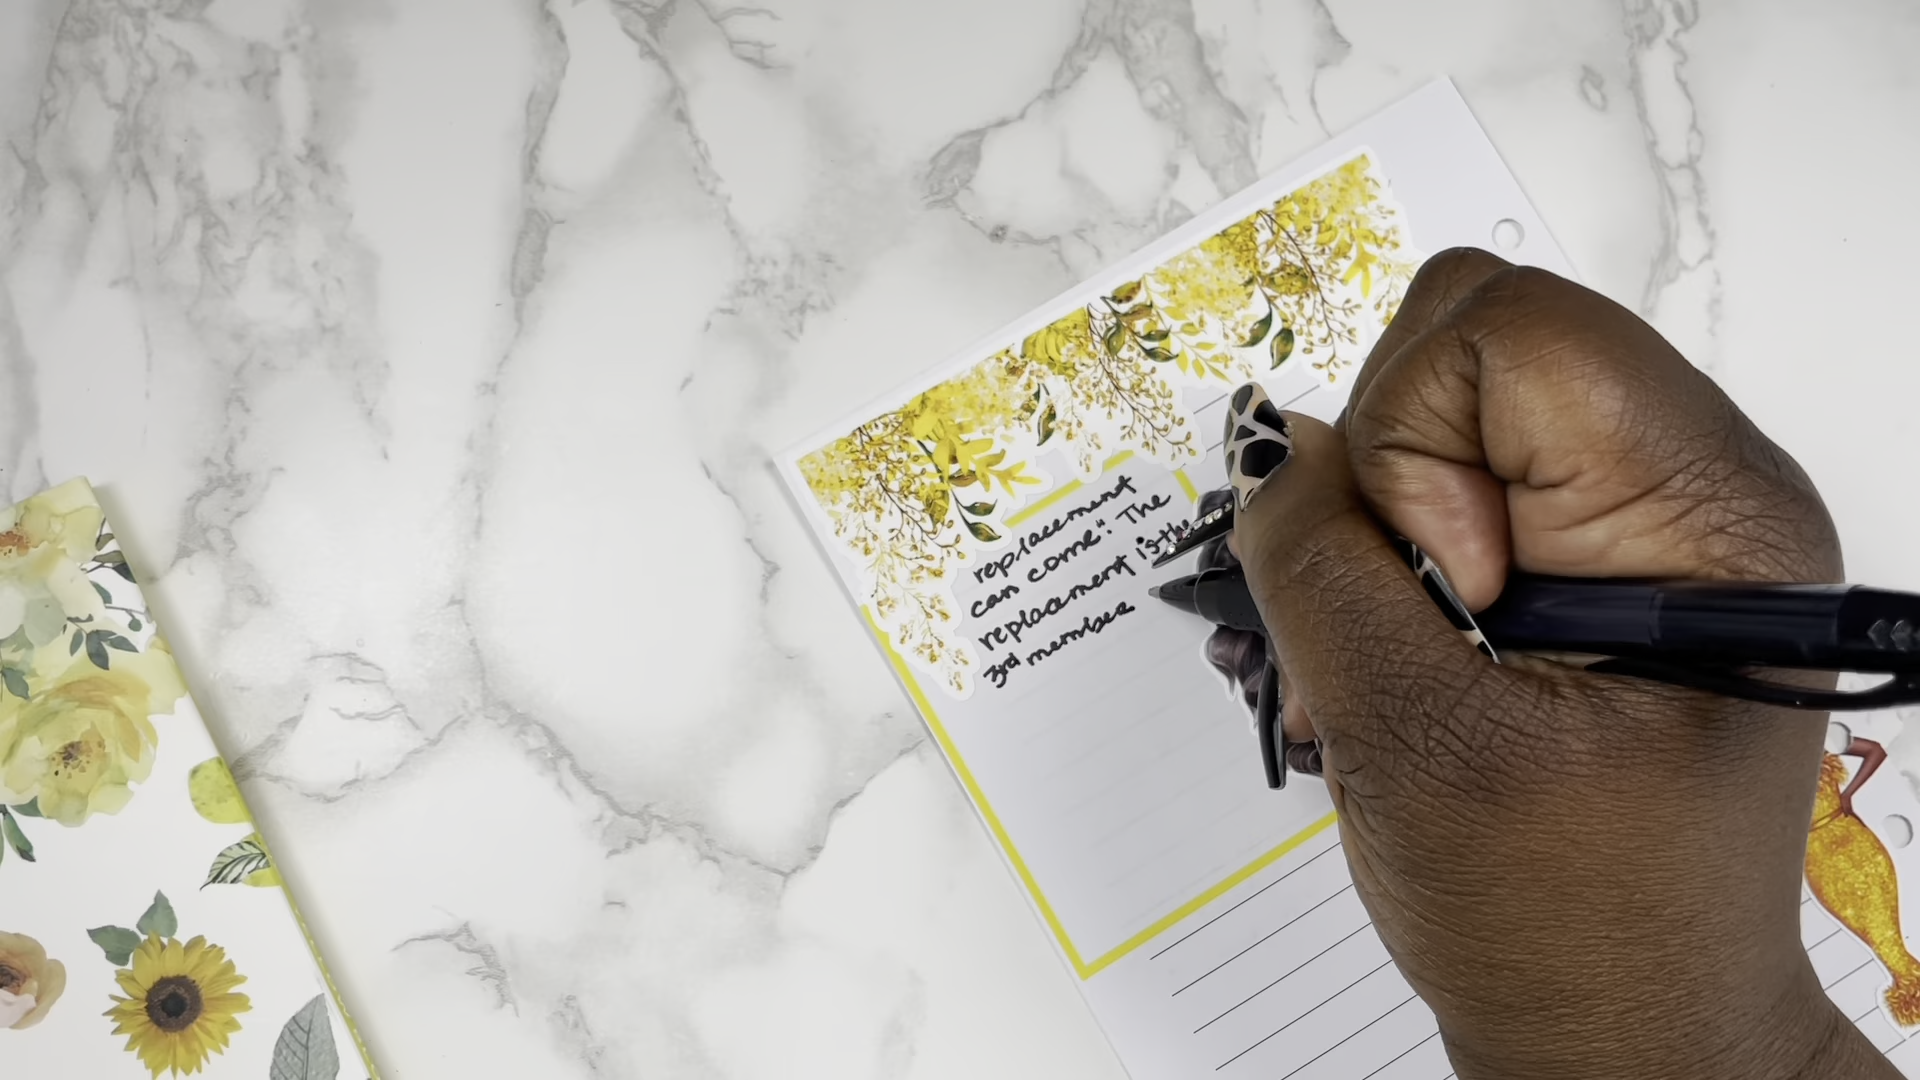 replacement
can come". The
replacement is the
3rd member